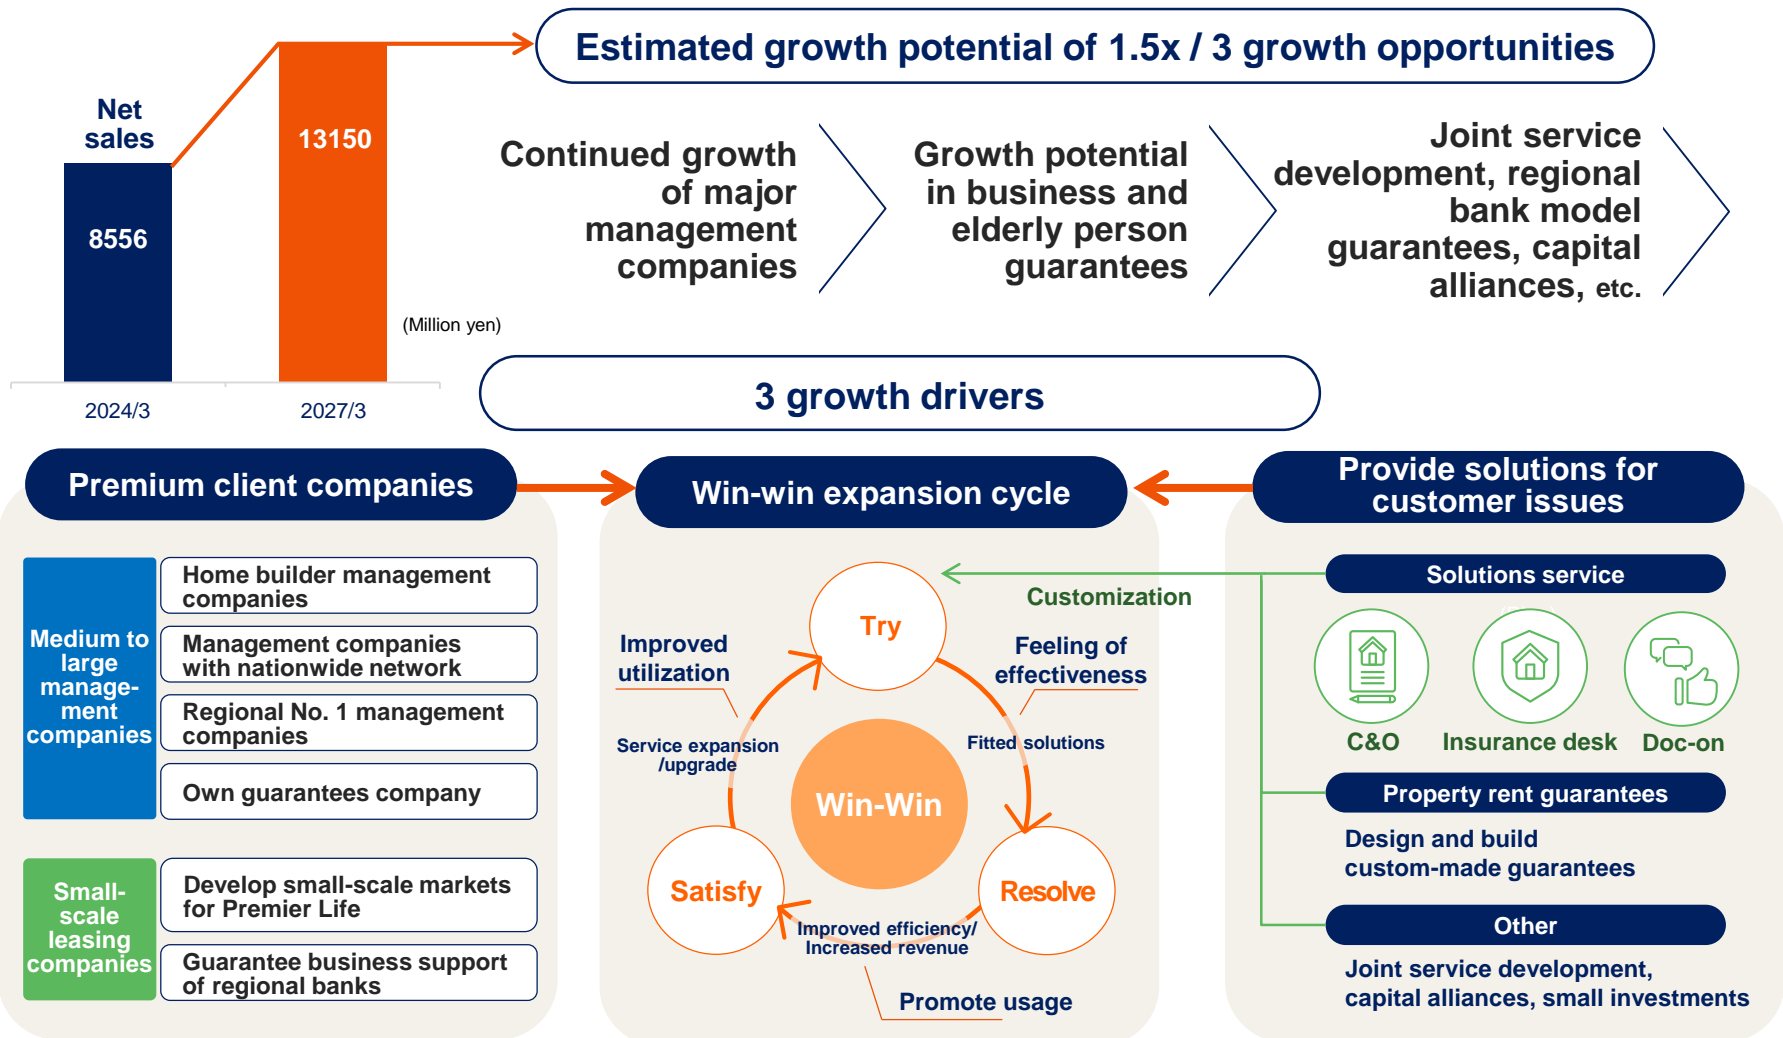 Estimated growth potential of 1.5x / 3 growth opportunities
Net
sales
8556
13150
(Million yen)
2024/3
2027/3
Continued growth
of major
management
companies
Growth potential
in business and
elderly person
guarantees
Joint service
development, regional
bank model
guarantees, capital
alliances, etc.
3 growth drivers
Premium client companies
Medium to
large
manage-
ment
companies
Home builder management
companies
Management companies
with nationwide network
Regional No. 1 management
companies
Own guarantees company
Small-
scale
leasing
companies
Develop small-scale markets
for Premier Life
Guarantee business support
of regional banks
Win-win expansion cycle
Customization
Try
Improved
utilization
Feeling of
effectiveness
Service expansion
/upgrade
Fitted solutions
Win-Win
Satisfy
Resolve
Improved efficiency/
Increased revenue
Promote usage
Provide solutions for
customer issues
Solutions service
C&O
Insurance desk
Doc-on
Property rent guarantees
Design and build
custom-made guarantees
Other
Joint service development,
capital alliances, small investments